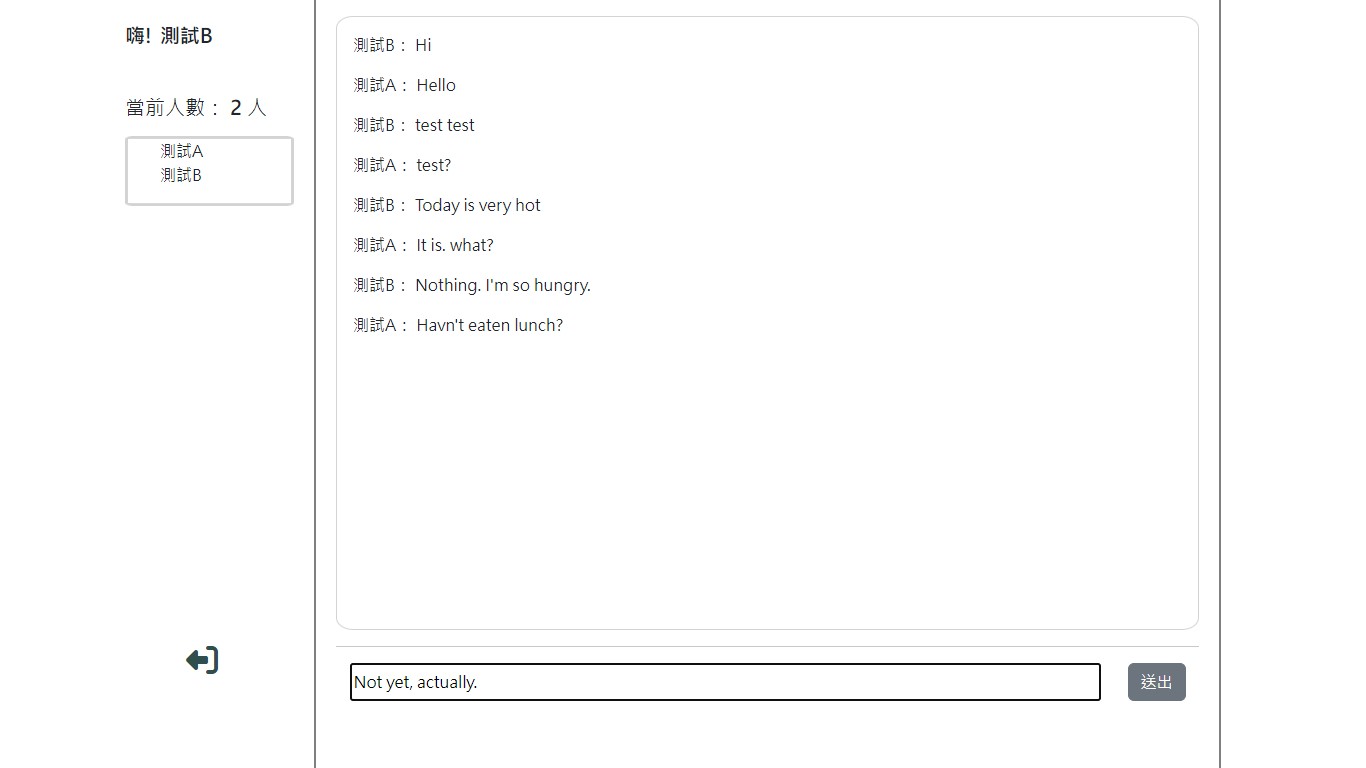 嗨! 測試B
當前人數： 2 人
測試A
測試B
測試B： Hi
測試A： Hello
測試B： test test
測試A： test?
測試B： Today is very hot
測試A： It is. what?
測試B： Nothing. I'm so hungry.
測試A： Havn't eaten lunch?
Not yet, actually.
送出